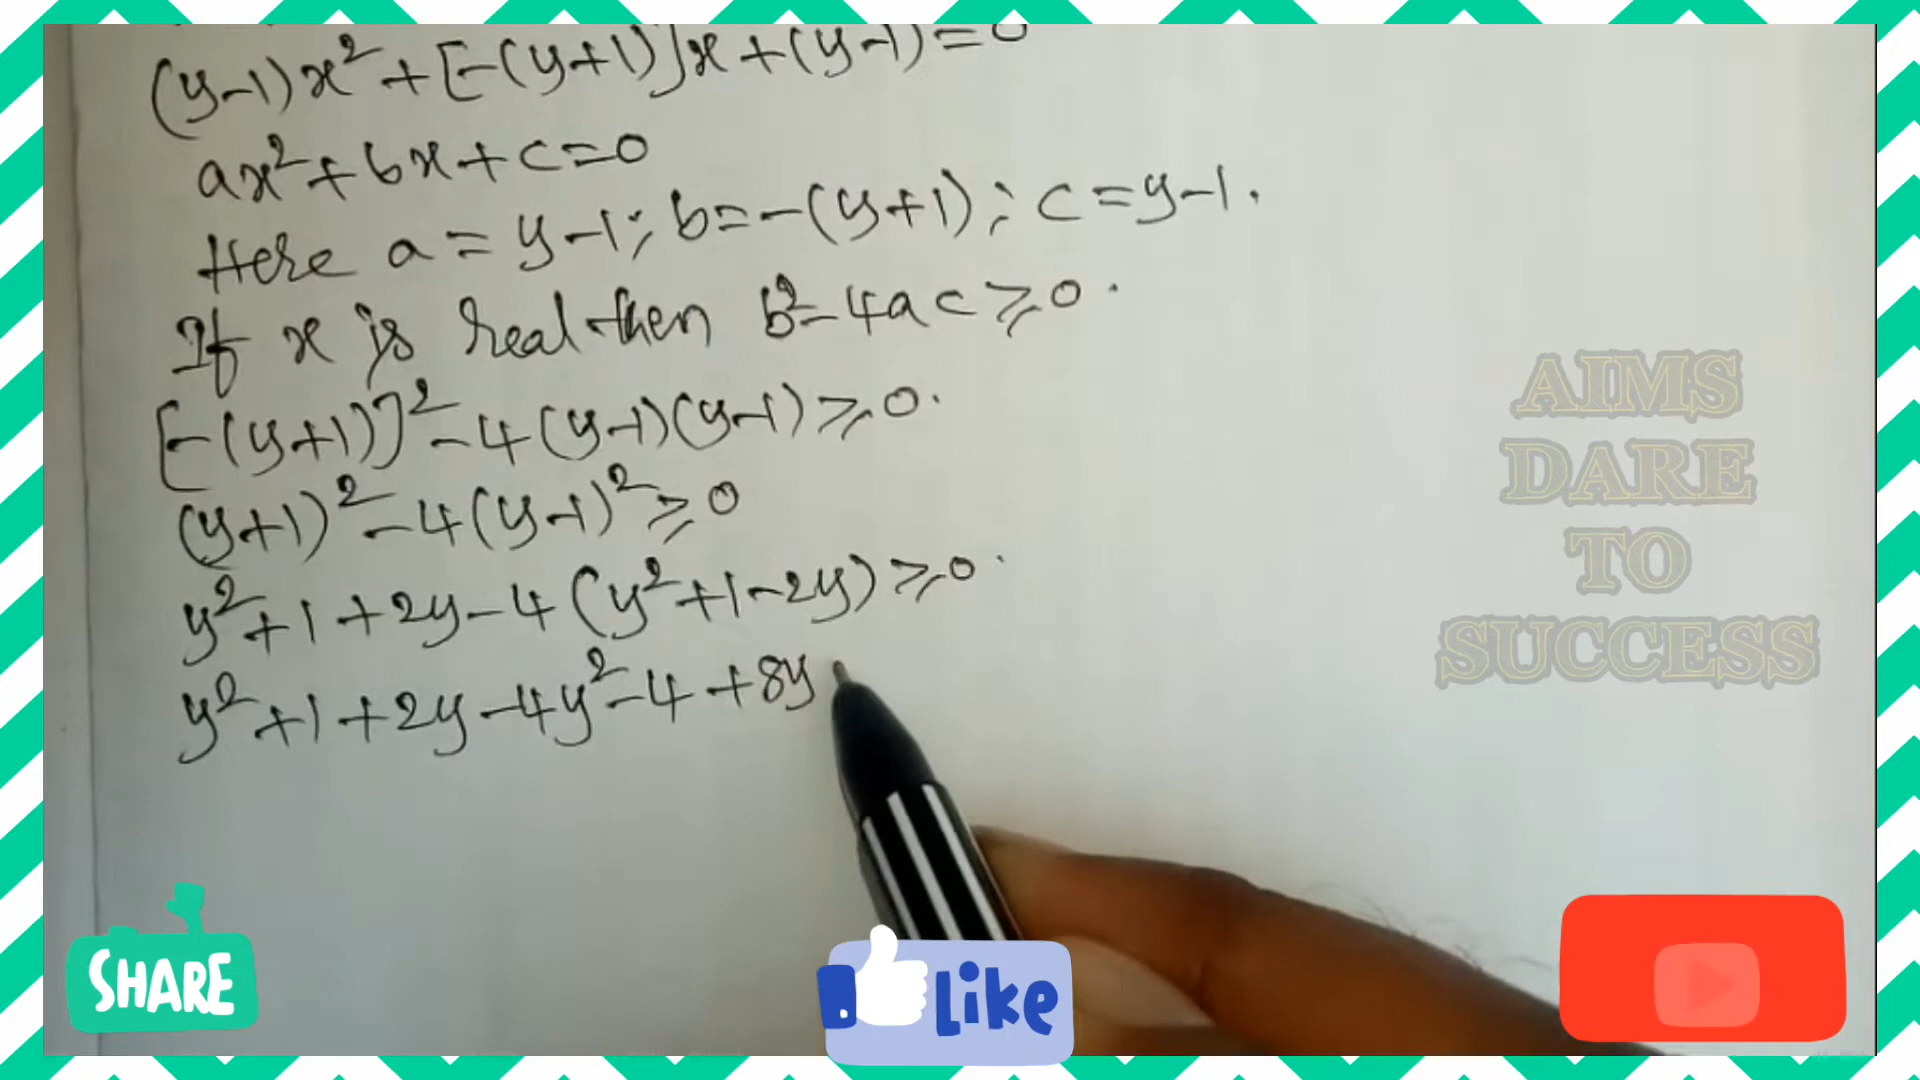 (y-1)x²+[-(y+1)]x+(y-1)=0
ax²+bx+c=0
Here a=y-1; b=-(y+1); c=y-1.
If x is real then b²-4ac≥0.
[-(y+1)]²-4(y-1)(y-1)≥0.
(y+1)²-4(y-1)²≥0
y²+1+2y-4(y²+1-2y)≥0.
y²+1+2y-4y²-4+8y
AIMS
DARE
TO
SUCCESS
SHARE
Like